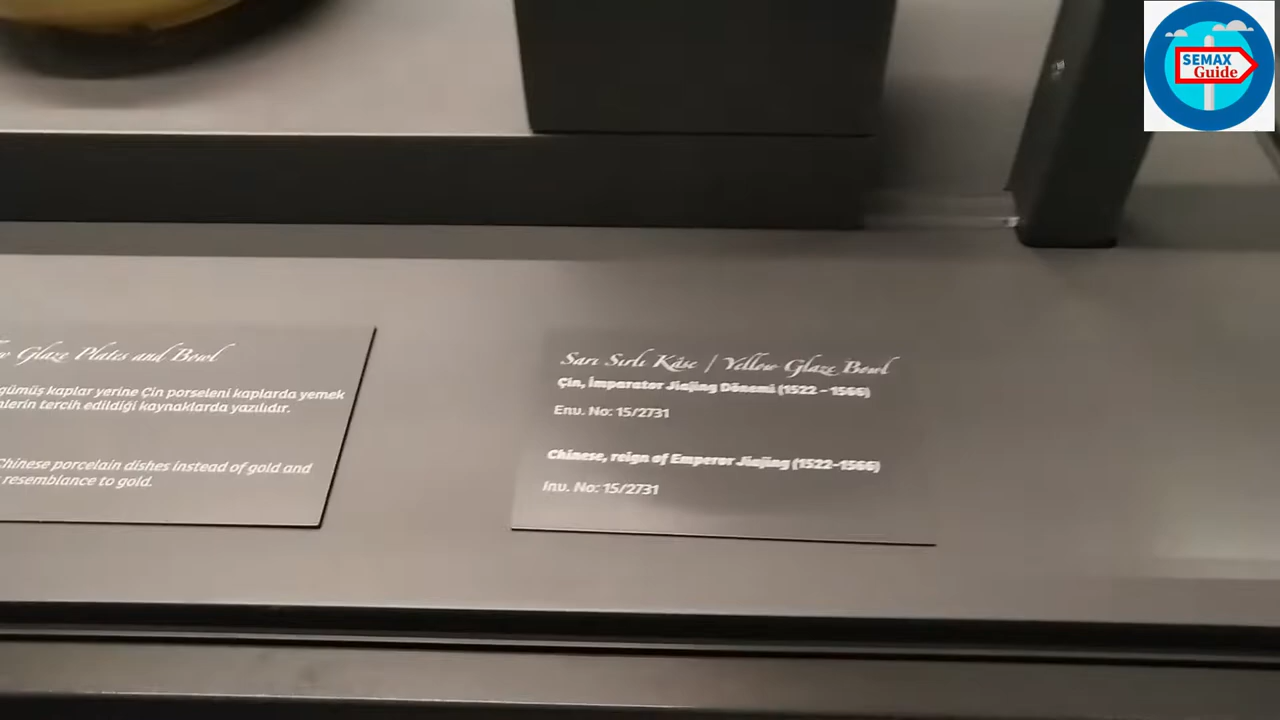 SEMAX
Guide
Glaze Plates and Bowl
gümüş kaplar yerine Çin porseleni kaplarda yemek
tercih edildiği kaynaklarda yazılıdır.
Chinese porcelain dishes instead of gold and
resemblance to gold.
Sarı Sırlı Kâse / Yellow Glaze Bowl
Çin, İmparator Jiajing Dönemi (1522 - 1566)
Env. No: 15/2731
Chinese, reign of Emperor Jiajing (1522-1566)
Inv. No: 15/2731